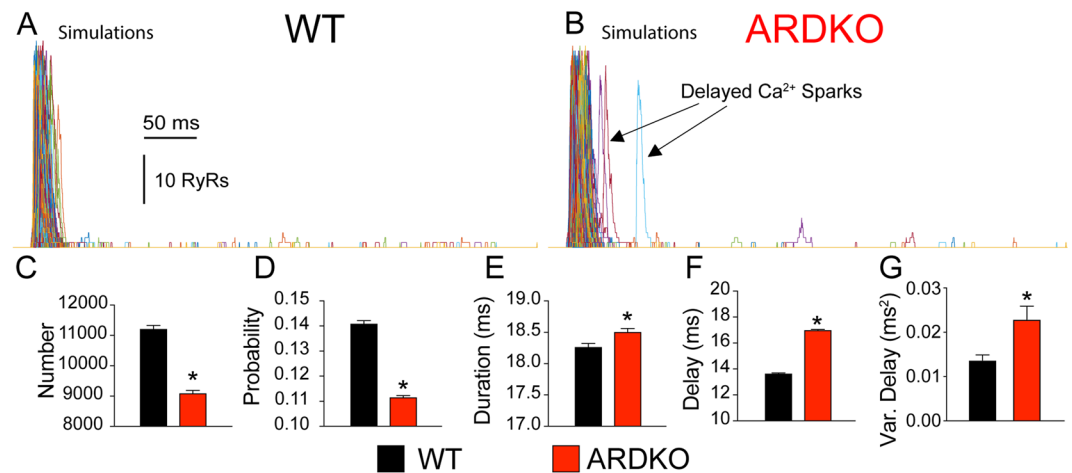 A
Simulations
WT
B
Simulations
ARDKO
Delayed Ca²⁺ Sparks
50 ms
10 RyRs
C
Number
12000
11000
10000
9000
8000
*
D
Probability
0.15
0.14
0.13
0.12
0.11
0.10
*
E
Duration (ms)
19.0
18.5
18.0
17.5
17.0
*
F
Delay (ms)
20
18
16
14
12
10
*
G
Var. Delay (ms²)
0.03
0.02
0.01
0.00
*
WT
ARDKO